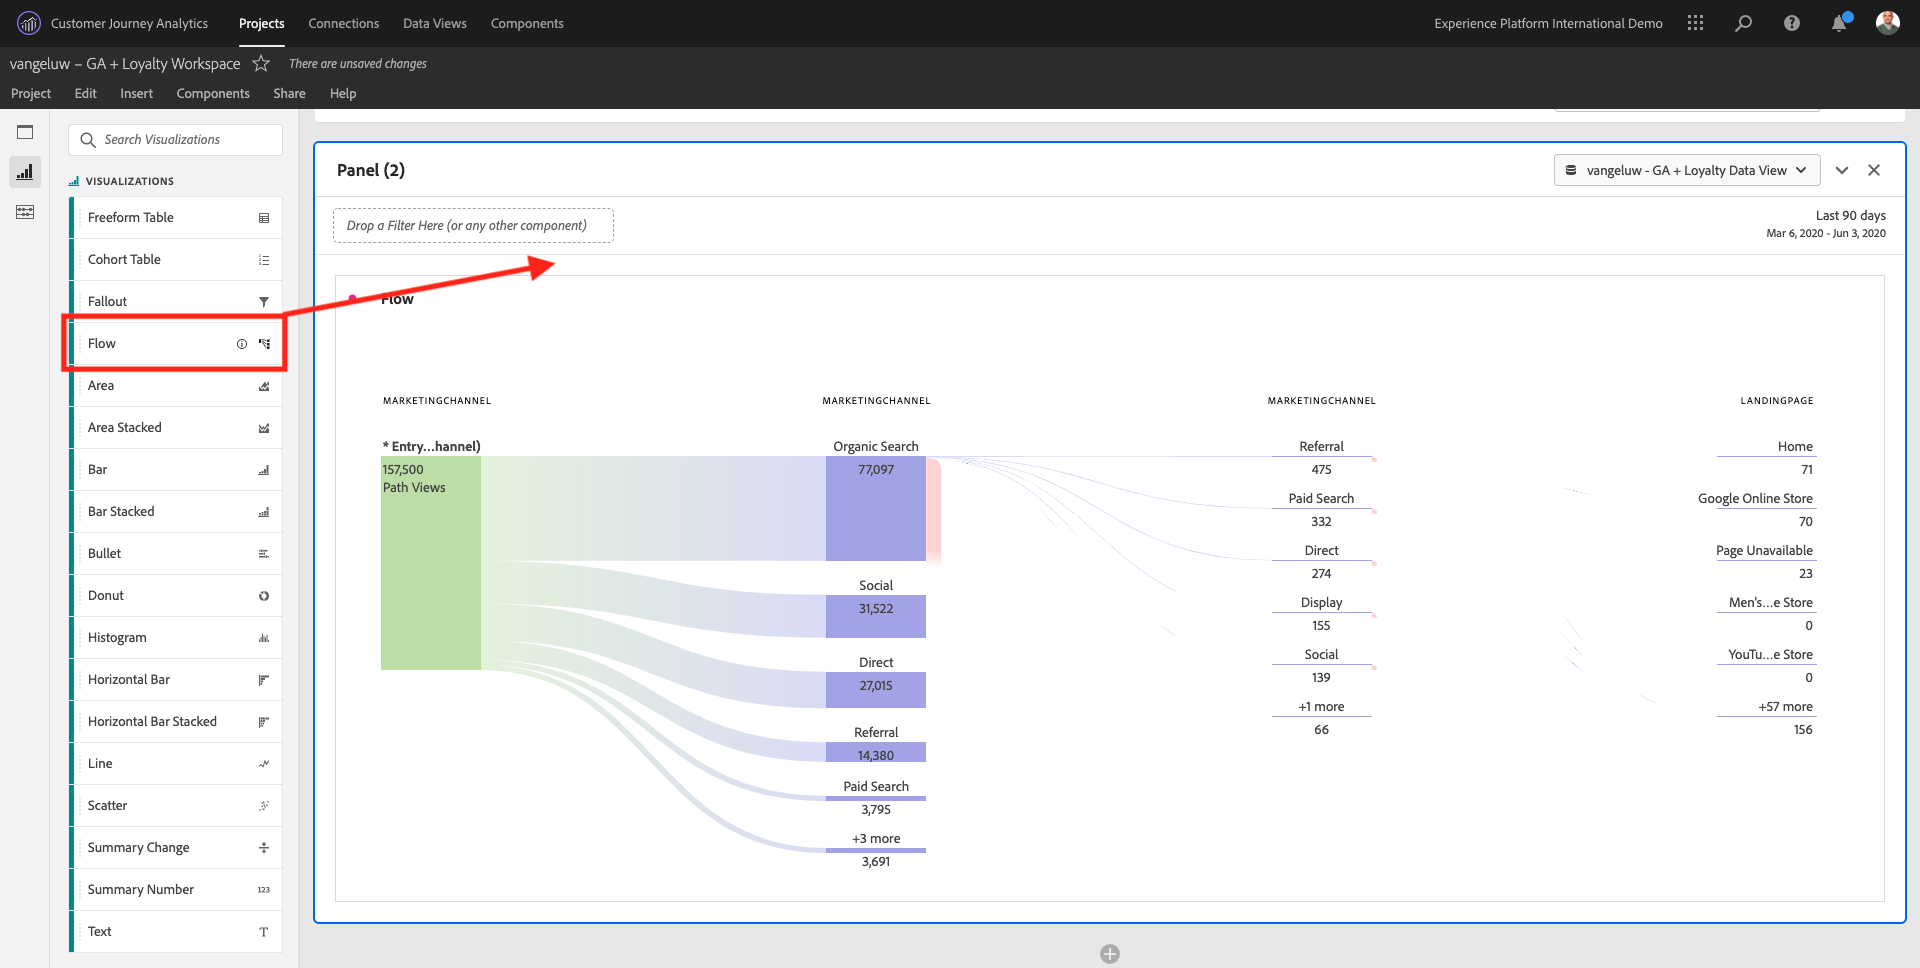 Customer Journey Analytics Projects Connections Data Views Components Experience Platform International Demo
vangeluw – GA + Loyalty Workspace There are unsaved changes
Project Edit Insert Components Share Help
Search Visualizations
VISUALIZATIONS
Freeform Table
Cohort Table
Fallout
Flow
Area
Area Stacked
Bar
Bar Stacked
Bullet
Donut
Histogram
Horizontal Bar
Horizontal Bar Stacked
Line
Scatter
Summary Change
Summary Number 123
Text T
Panel (2) vangeluw - GA + Loyalty Data View
Drop a Filter Here (or any other component)
Last 90 days
Mar 6, 2020 - Jun 3, 2020
Flow
MARKETINGCHANNEL MARKETINGCHANNEL MARKETINGCHANNEL LANDINGPAGE
* Entry...hannel)
157,500
Path Views
Organic Search
77,097
Social
31,522
Direct
27,015
Referral
14,380
Paid Search
3,795
+3 more
3,691
Referral
475
Paid Search
332
Direct
274
Display
155
Social
139
+1 more
66
Home
71
Google Online Store
70
Page Unavailable
23
Men's...e Store
0
YouTu...e Store
0
+57 more
156